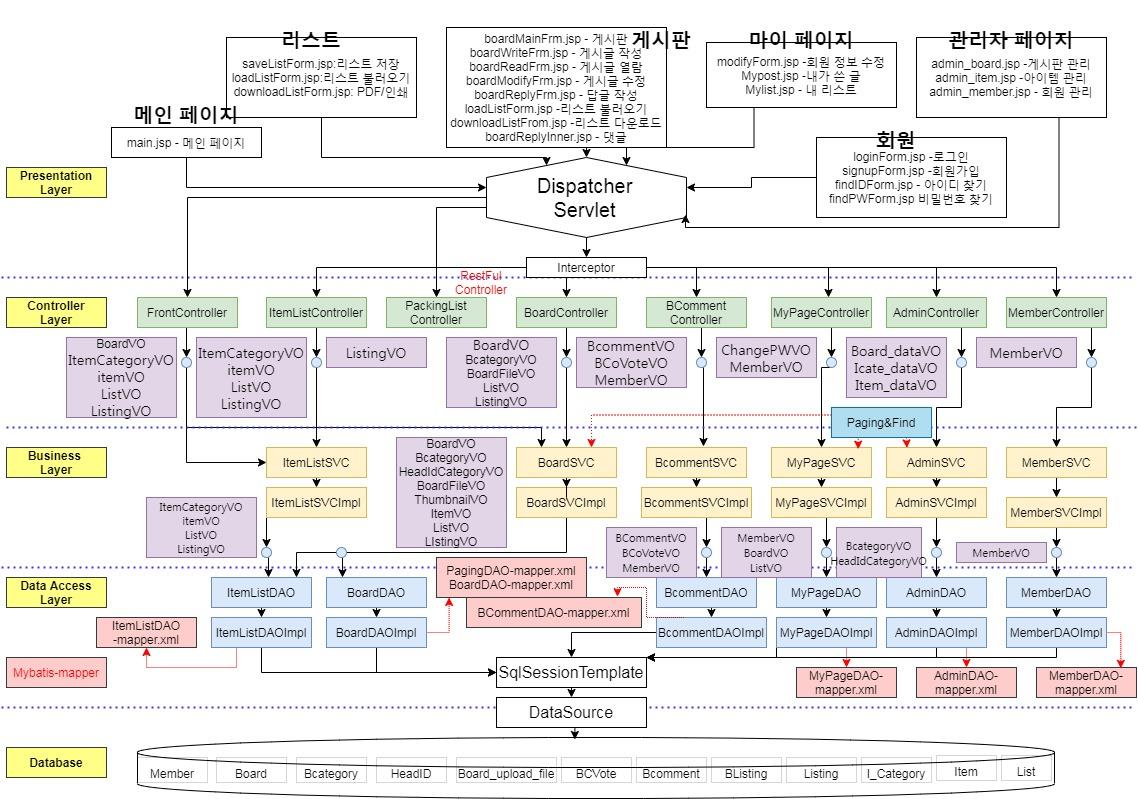 리스트
saveListForm.jsp:리스트 저장
loadListForm.jsp:리스트 불러오기
downloadListForm.jsp: PDF/인쇄
게시판
boardMainFrm.jsp - 게시판
boardWriteFrm.jsp - 게시글 작성
boardReadFrm.jsp - 게시글 열람
boardModifyFrm.jsp - 게시글 수정
boardReplyFrm.jsp - 답글 작성
loadListForm.jsp -리스트 불러오기
downloadListFrom.jsp -리스트 다운로드
boardReplyInner.jsp - 댓글
마이 페이지
modifyForm.jsp -회원 정보 수정
Mypost.jsp -내가 쓴 글
Mylist.jsp - 내 리스트
관리자 페이지
admin_board.jsp -게시판 관리
admin_item.jsp -아이템 관리
admin_member.jsp - 회원 관리
메인 페이지
main.jsp - 메인 페이지
회원
loginForm.jsp -로그인
signupForm.jsp -회원가입
findIDForm.jsp - 아이디 찾기
findPWForm.jsp 비밀번호 찾기
Presentation
Layer
Dispatcher
Servlet
Interceptor
RestFul
Controller
Controller
Layer
FrontController
ItemListController
PackingList
Controller
BoardController
BComment
Controller
MyPageController
AdminController
MemberController
BoardVO
ItemCategoryVO
itemVO
ListVO
ListingVO
ItemCategoryVO
itemVO
ListVO
ListingVO
ListingVO
BoardVO
BcategoryVO
BoardFileVO
ListVO
ListingVO
BcommentVO
BCoVoteVO
MemberVO
ChangePWVO
MemberVO
Board_dataVO
Icate_dataVO
Item_dataVO
MemberVO
Paging&Find
Business
Layer
ItemListSVC
BoardSVC
BcommentSVC
MyPageSVC
AdminSVC
MemberSVC
ItemListSVCImpl
BoardSVCImpl
BcommentSVCImpl
MyPageSVCImpl
AdminSVCImpl
MemberSVCImpl
BoardVO
BcategoryVO
HeadIdCategoryVO
BoardFileVO
ThumbnailVO
ItemVO
ListVO
LIstingVO
ItemCategoryVO
itemVO
ListVO
ListingVO
BCommentVO
BCoVoteVO
MemberVO
MemberVO
BoardVO
ListVO
BcategoryVO
HeadIdCategoryVO
MemberVO
Data Access
Layer
ItemListDAO
BoardDAO
PagingDAO-mapper.xml
BoardDAO-mapper.xml
BCommentDAO-mapper.xml
BcommentDAO
MyPageDAO
AdminDAO
MemberDAO
ItemListDAO
-mapper.xml
ItemListDAOImpl
BoardDAOImpl
BcommentDAOImpl
MyPageDAOImpl
AdminDAOImpl
MemberDAOImpl
Mybatis-mapper
SqlSessionTemplate
MyPageDAO-
mapper.xml
AdminDAO-
mapper.xml
MemberDAO-
mapper.xml
DataSource
Database
Member
Board
Bcategory
HeadID
Board_upload_file
BCVote
Bcomment
BListing
Listing
I_Category
Item
List